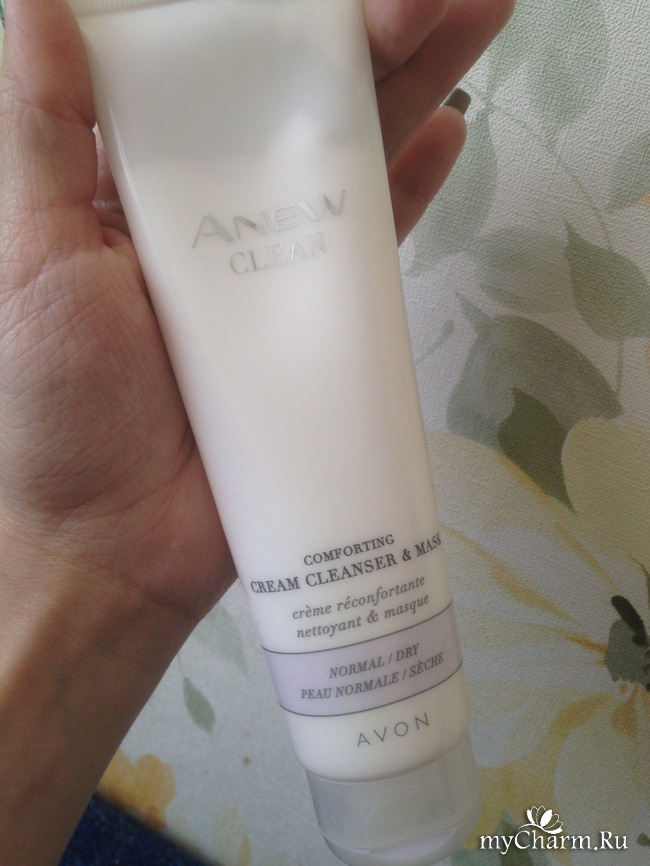 ANEW
CLEAN
COMFORTING
CREAM CLEANSER & MASK
crème réconfortante
nettoyant & masque
NORMAL / DRY
PEAU NORMALE / SÈCHE
AVON
myCharm.Ru